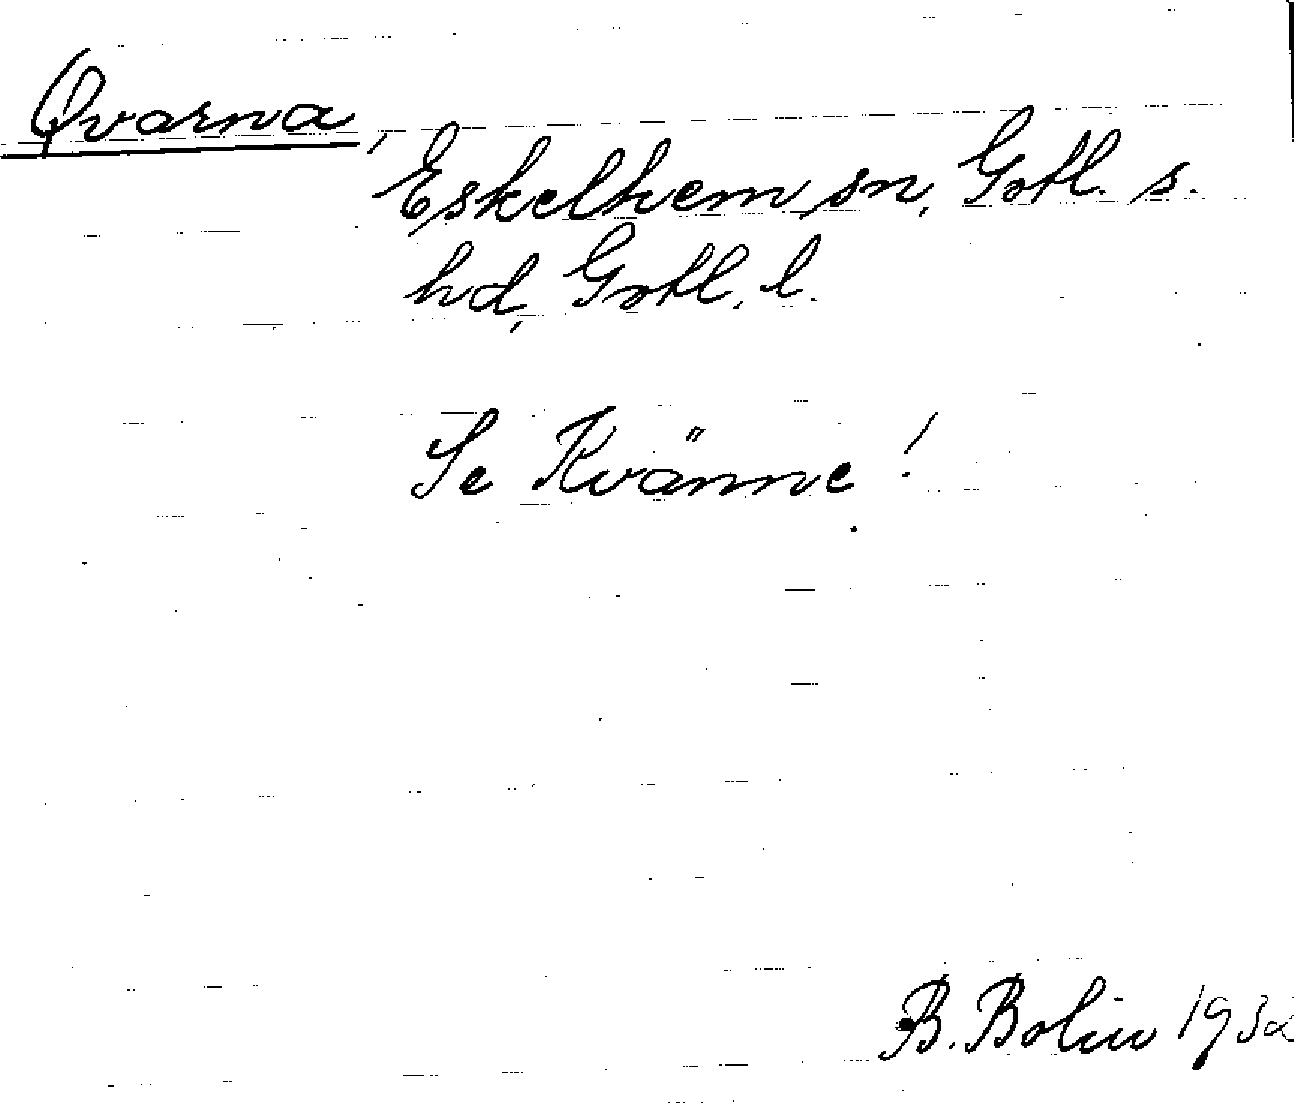 Qvarna,
Eskelhem sn, Gotl. s.
hd, Gotl. l.
Se Kvänne!
B. Bolin 1932